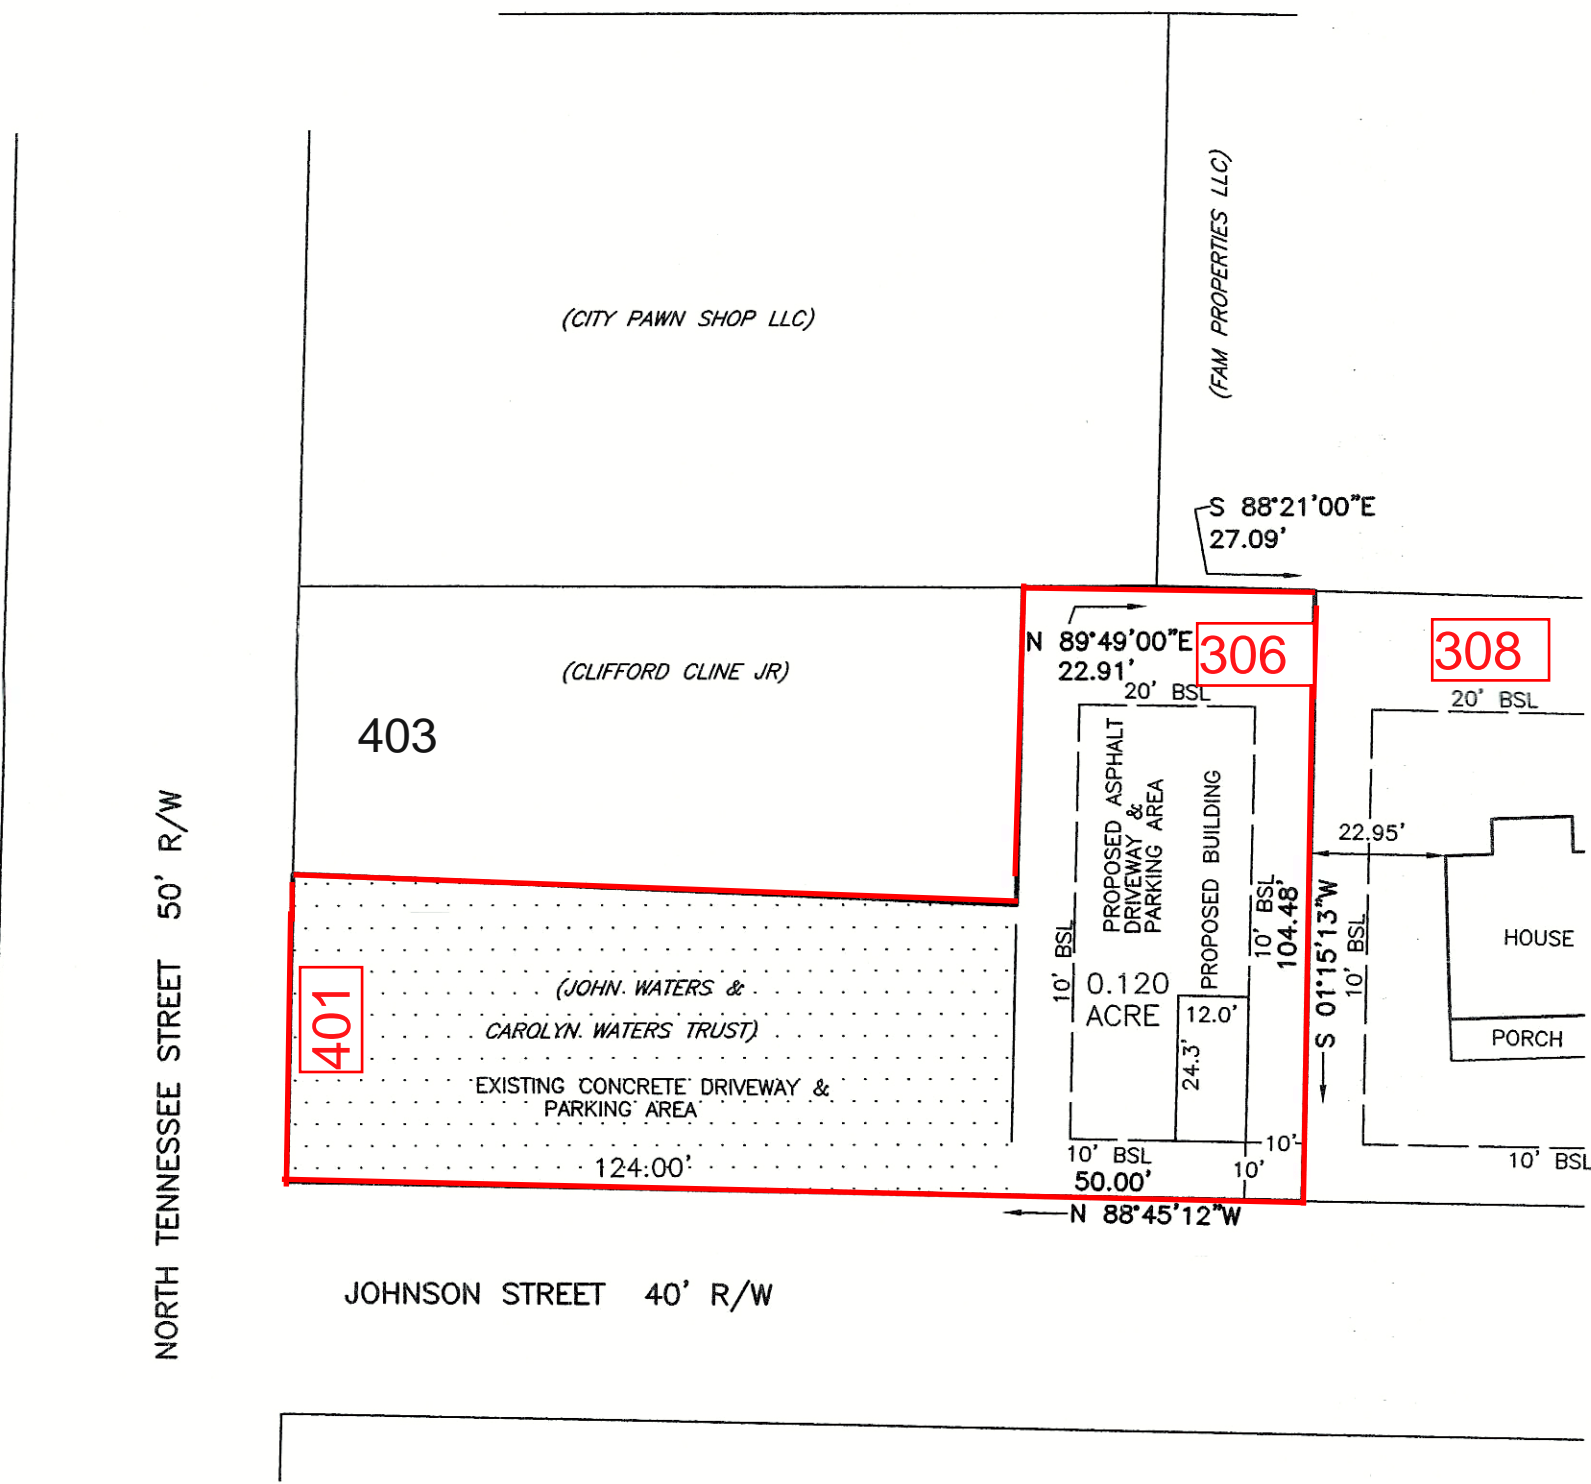 (FAM PROPERTIES LLC)
(CITY PAWN SHOP LLC)
S 88°21'00"E
27.09'
N 89°49'00"E
22.91'
306
308
20' BSL
20' BSL
(CLIFFORD CLINE JR)
403
PROPOSED ASPHALT
DRIVEWAY &
PARKING AREA
PROPOSED BUILDING
22.95'
10' BSL
10' BSL
104.48'
S 01°15'13"W
10' BSL
HOUSE
PORCH
0.120
ACRE
12.0'
24.3'
401
(JOHN WATERS &
CAROLYN WATERS TRUST)
EXISTING CONCRETE DRIVEWAY &
PARKING AREA
124.00'
10' BSL
50.00'
10'
10'
10' BSL
N 88°45'12"W
NORTH TENNESSEE STREET 50' R/W
JOHNSON STREET 40' R/W